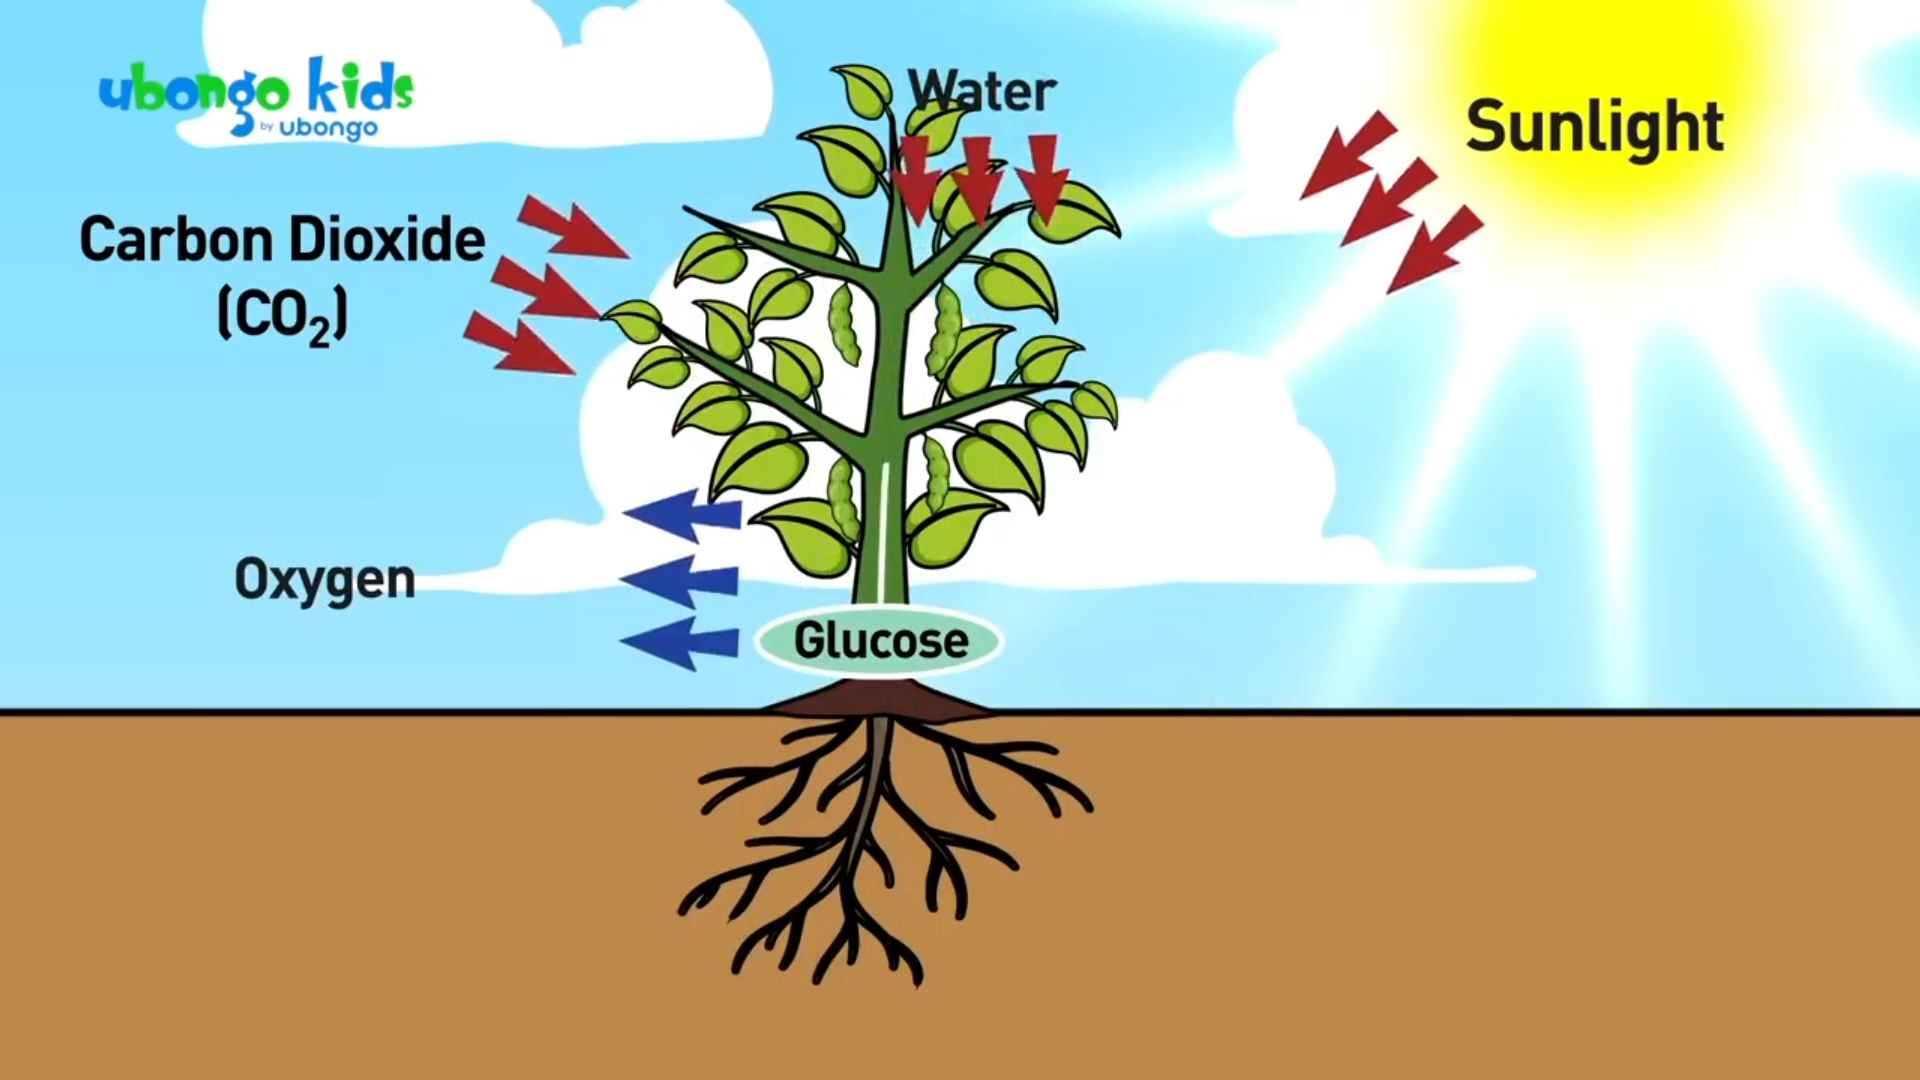 ubongo kids
by ubongo
Water
Sunlight
Carbon Dioxide
(CO₂)
Oxygen
Glucose